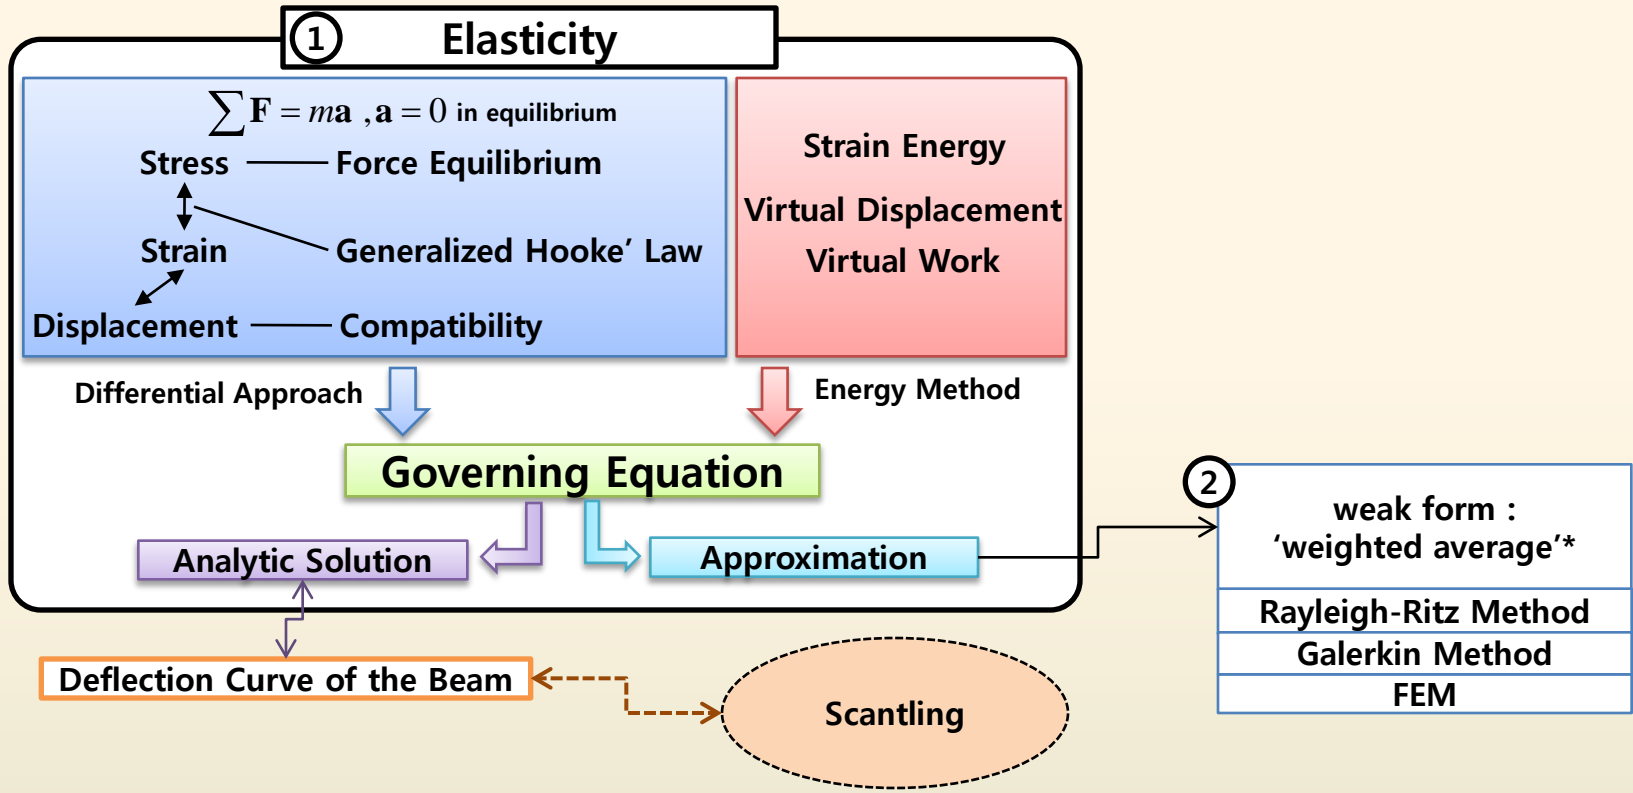 1 Elasticity
∑F = ma , a = 0 in equilibrium
Stress Force Equilibrium
Strain Generalized Hooke’ Law
Displacement Compatibility
Strain Energy
Virtual Displacement
Virtual Work
Differential Approach
Energy Method
Governing Equation
Analytic Solution
Approximation
2
weak form :
‘weighted average’*
Rayleigh-Ritz Method
Galerkin Method
FEM
Deflection Curve of the Beam
Scantling